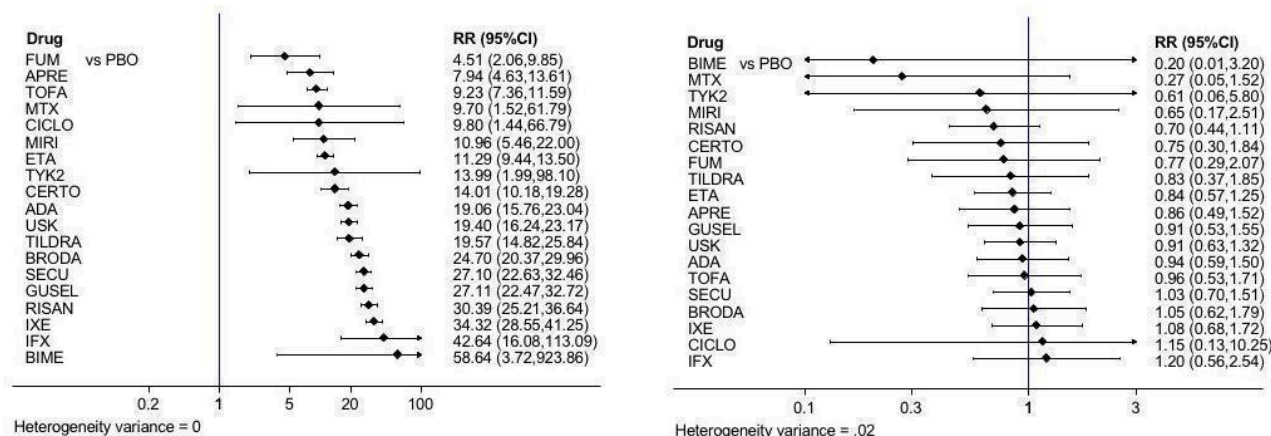 Drug RR (95%CI)
FUM vs PBO 4.51 (2.06,9.85)
APRE 7.94 (4.63,13.61)
TOFA 9.23 (7.36,11.59)
MTX 9.70 (1.52,61.79)
CICLO 9.80 (1.44,66.79)
MIRI 10.96 (5.46,22.00)
ETA 11.29 (9.44,13.50)
TYK2 13.99 (1.99,98.10)
CERTO 14.01 (10.18,19.28)
ADA 19.06 (15.76,23.04)
USK 19.40 (16.24,23.17)
TILDRA 19.57 (14.82,25.84)
BRODA 24.70 (20.37,29.96)
SECU 27.10 (22.63,32.46)
GUSEL 27.11 (22.47,32.72)
RISAN 30.39 (25.21,36.64)
IXE 34.32 (28.55,41.25)
IFX 42.64 (16.08,113.09)
BIME 58.64 (3.72,923.86)
0.2 1 5 20 100
Heterogeneity variance = 0
Drug RR (95%CI)
BIME vs PBO 0.20 (0.01,3.20)
MTX 0.27 (0.05,1.52)
TYK2 0.61 (0.06,5.80)
MIRI 0.65 (0.17,2.51)
RISAN 0.70 (0.44,1.11)
CERTO 0.75 (0.30,1.84)
FUM 0.77 (0.29,2.07)
TILDRA 0.83 (0.37,1.85)
ETA 0.84 (0.57,1.25)
APRE 0.86 (0.49,1.52)
GUSEL 0.91 (0.53,1.55)
USK 0.91 (0.63,1.32)
ADA 0.94 (0.59,1.50)
TOFA 0.96 (0.53,1.71)
SECU 1.03 (0.70,1.51)
BRODA 1.05 (0.62,1.79)
IXE 1.08 (0.68,1.72)
CICLO 1.15 (0.13,10.25)
IFX 1.20 (0.56,2.54)
0.1 0.3 1 3
Heterogeneity variance = .02